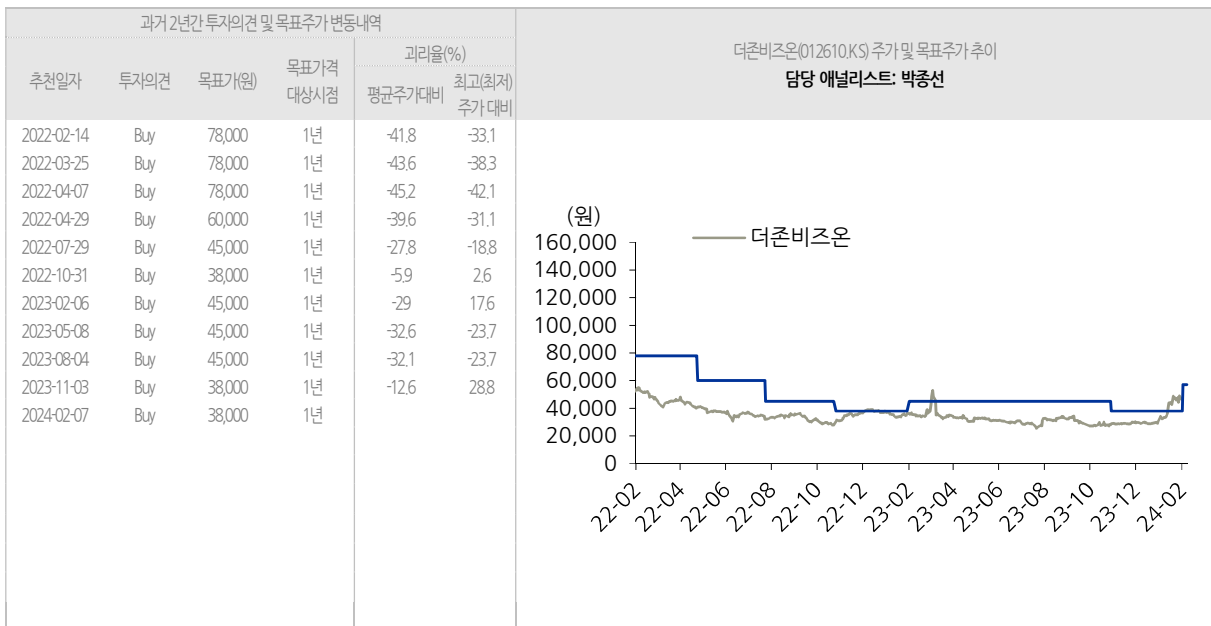 과거 2년간 투자의견 및 목표주가 변동내역
추천일자 투자의견 목표가(원) 목표가격 대상시점 괴리율(%)
평균주가대비 최고(최저) 주가 대비
2022-02-14 Buy 78,000 1년 -41.8 -33.1
2022-03-25 Buy 78,000 1년 -43.6 -38.3
2022-04-07 Buy 78,000 1년 -45.2 -42.1
2022-04-29 Buy 60,000 1년 -39.6 -31.1
2022-07-29 Buy 45,000 1년 -27.8 -18.8
2022-10-31 Buy 38,000 1년 -5.9 2.6
2023-02-06 Buy 45,000 1년 -29 17.6
2023-05-08 Buy 45,000 1년 -32.6 -23.7
2023-08-04 Buy 45,000 1년 -32.1 -23.7
2023-11-03 Buy 38,000 1년 -12.6 28.8
2024-02-07 Buy 38,000 1년
더존비즈온(012610.KS) 주가 및 목표주가 추이
담당 애널리스트: 박종선
(원)
더존비즈온
160,000
140,000
120,000
100,000
80,000
60,000
40,000
20,000
0
22-02 22-04 22-06 22-08 22-10 22-12 23-02 23-04 23-06 23-08 23-10 23-12 24-02